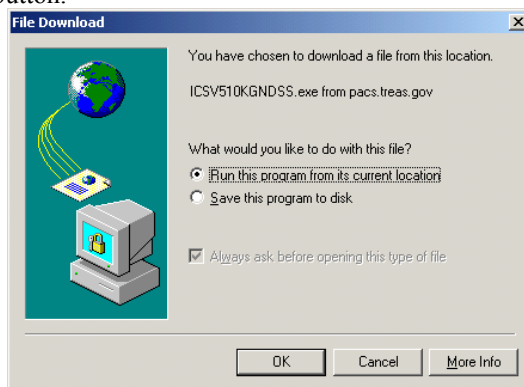 button.
File Download
You have chosen to download a file from this location.
ICSV510KGNDSS.exe from pacs.treas.gov
What would you like to do with this file?
Run this program from its current location
Save this program to disk
Always ask before opening this type of file
OK Cancel More Info